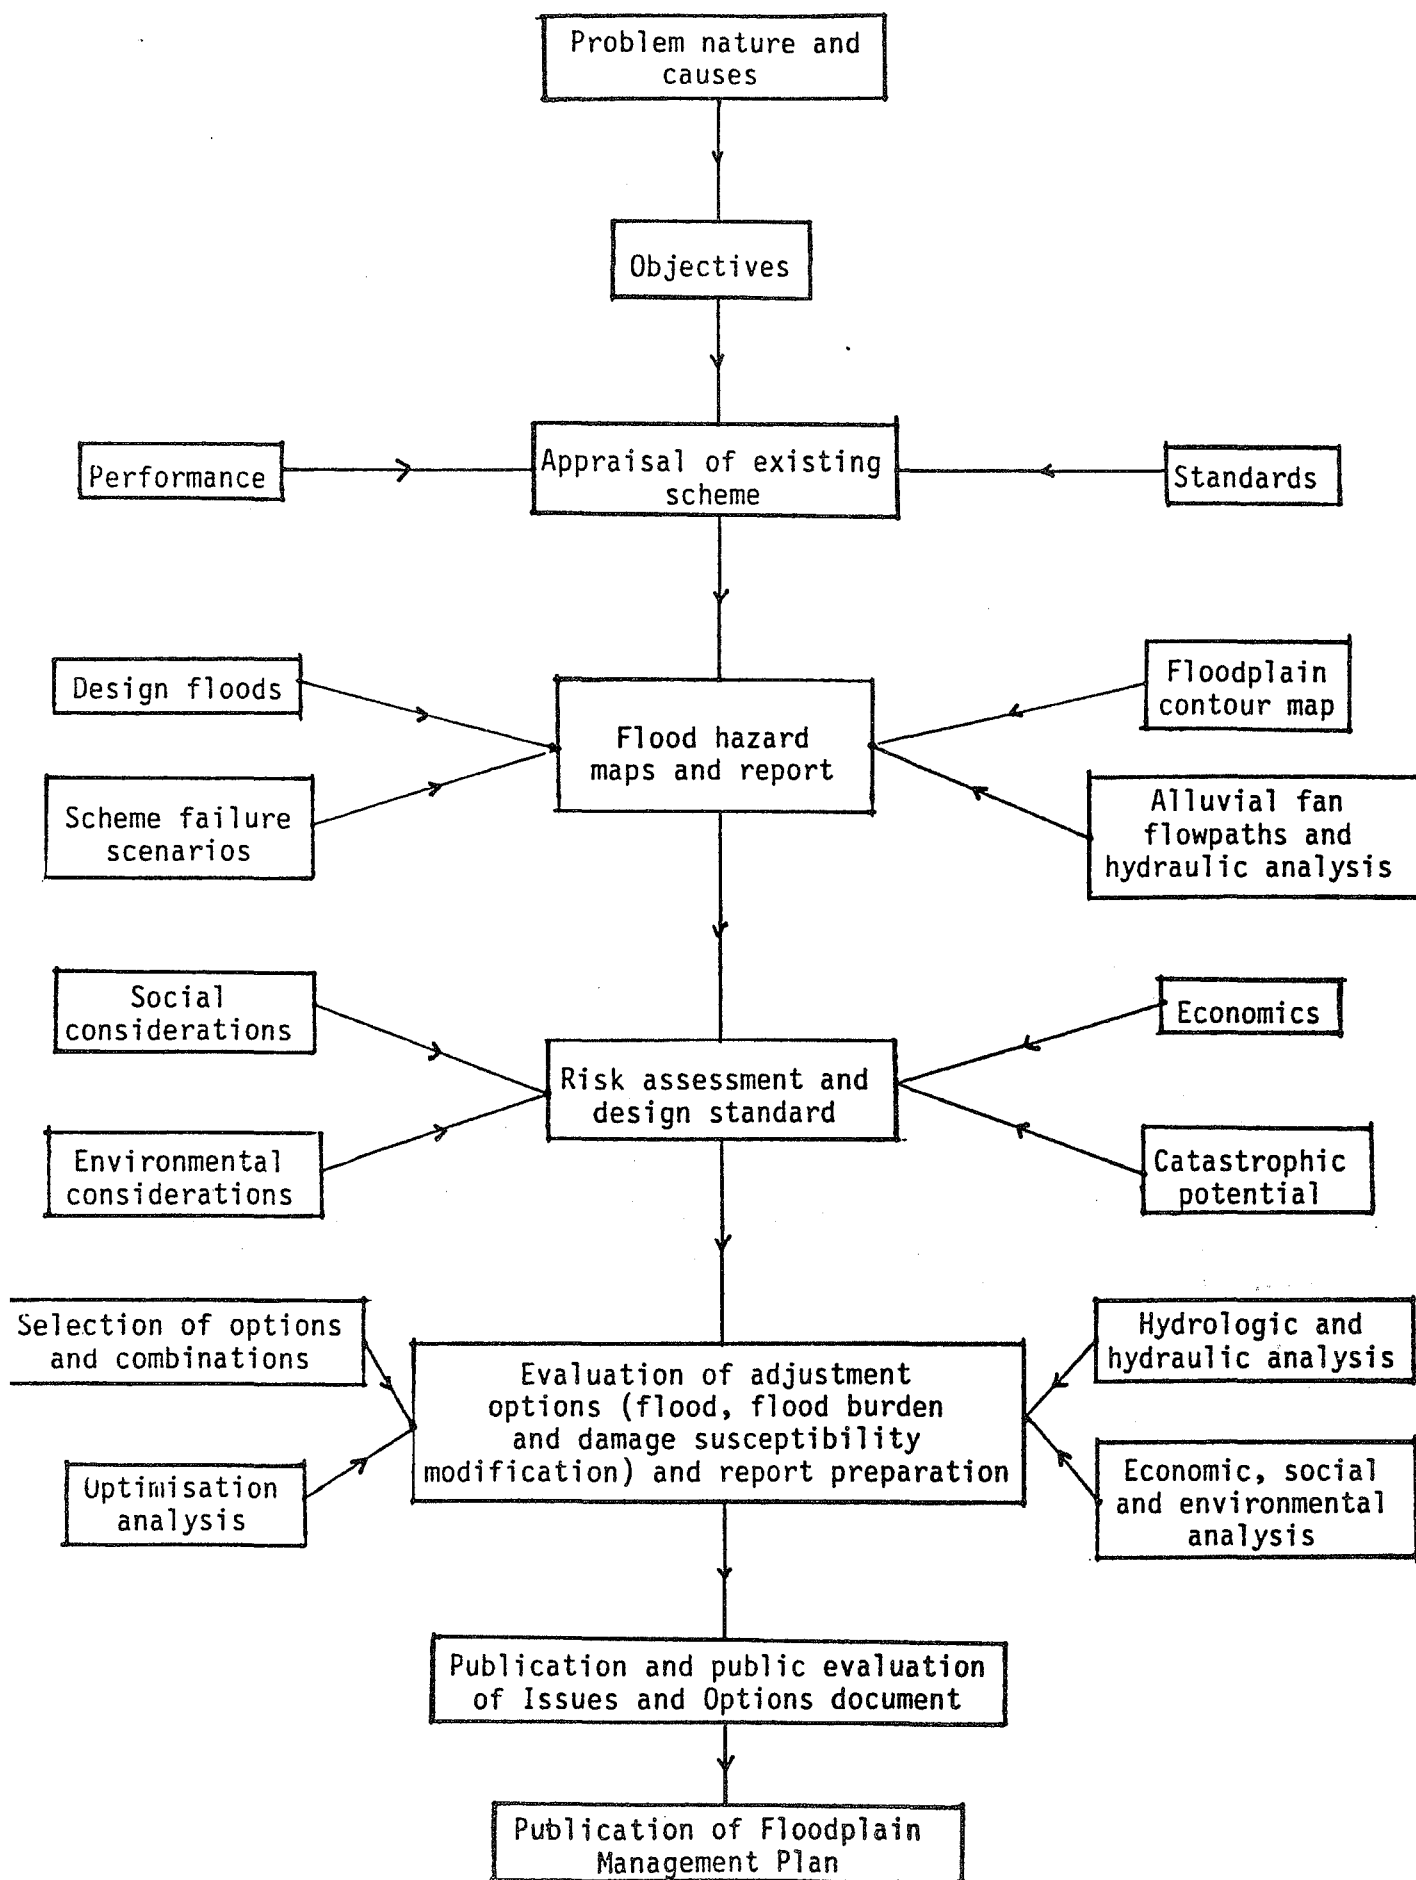 Problem nature and
causes
Objectives
Performance
Appraisal of existing
scheme
Standards
Design floods
Floodplain
contour map
Flood hazard
maps and report
Scheme failure
scenarios
Alluvial fan
flowpaths and
hydraulic analysis
Social
considerations
Economics
Risk assessment and
design standard
Environmental
considerations
Catastrophic
potential
Selection of options
and combinations
Hydrologic and
hydraulic analysis
Evaluation of adjustment
options (flood, flood burden
and damage susceptibility
modification) and report preparation
Optimisation
analysis
Economic, social
and environmental
analysis
Publication and public evaluation
of Issues and Options document
Publication of Floodplain
Management Plan